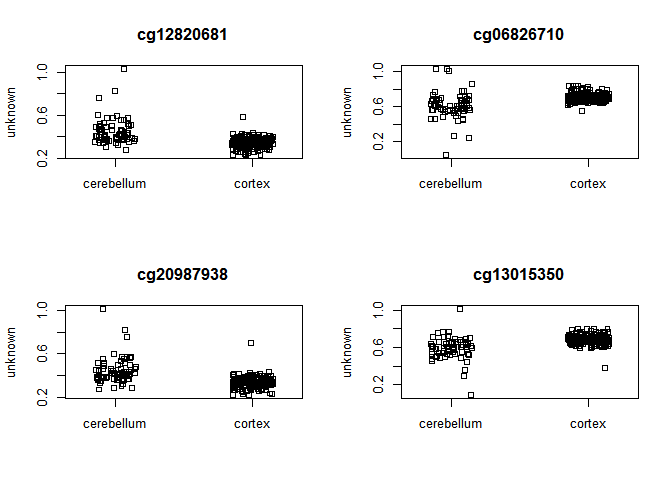 cg12820681
unknown
1.0
0.6
0.2
cerebellum cortex
cg06826710
unknown
1.0
0.6
0.2
cerebellum cortex
cg20987938
unknown
1.0
0.6
0.2
cerebellum cortex
cg13015350
unknown
1.0
0.6
0.2
cerebellum cortex